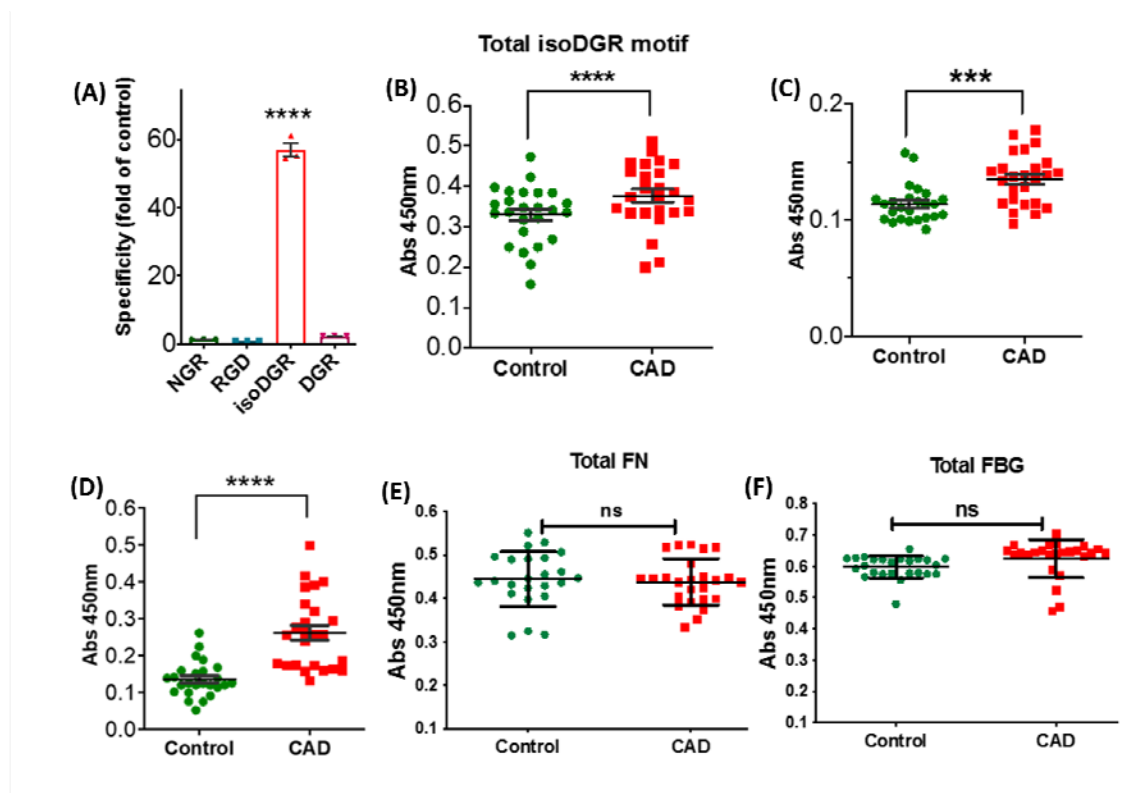 Total isoDGR motif
(A)
Specificity (fold of control)
60
40
20
0
****
NGR
RGD
isoDGR
DGR
(B)
****
Abs 450nm
0.6
0.5
0.4
0.3
0.2
0.1
0.0
Control CAD
(C)
***
Abs 450nm
0.2
0.1
0.0
Control CAD
(D)
****
Abs 450nm
0.6
0.5
0.4
0.3
0.2
0.1
0.0
Control CAD
Total FN
(E)
ns
Abs 450nm
0.6
0.5
0.4
0.3
0.2
0.1
Control CAD
Total FBG
(F)
ns
Abs 450nm
0.8
0.7
0.6
0.5
0.4
0.3
0.2
0.1
Control CAD